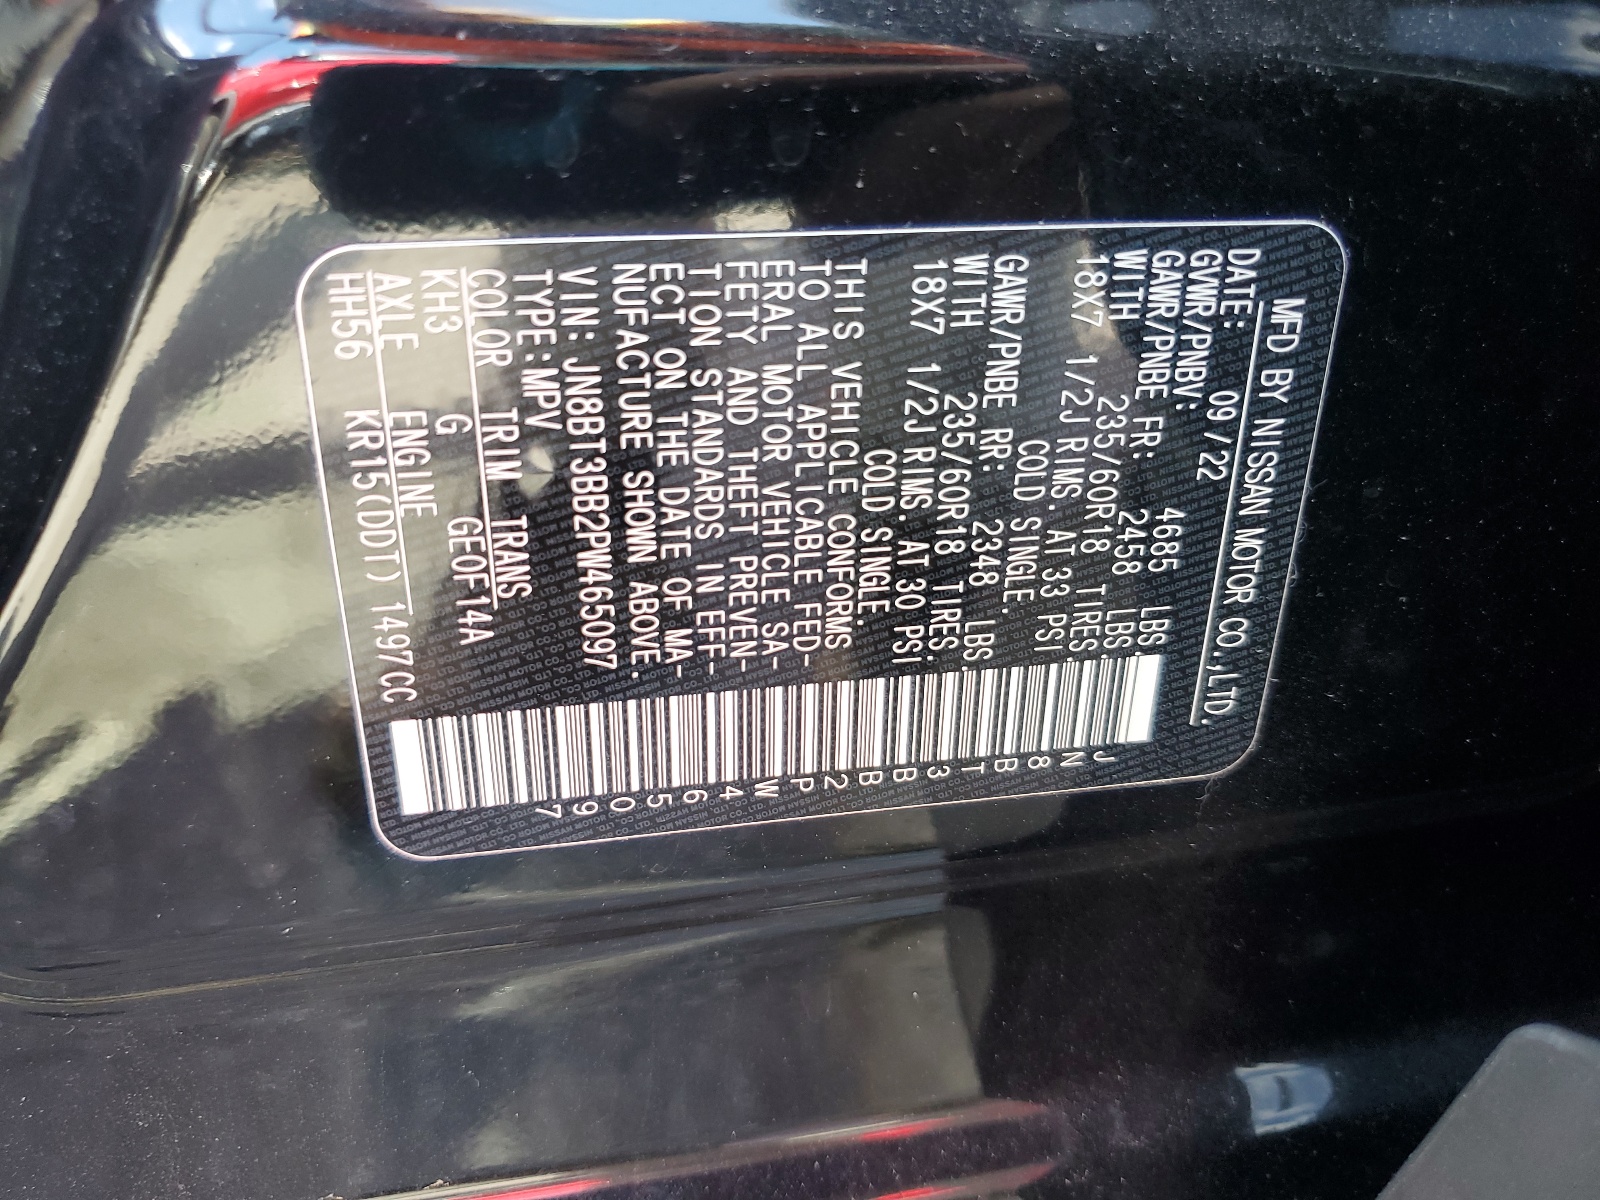 MFD BY NISSAN MOTOR CO.,LTD.
DATE: 09/22
GVWR/PNBV: 4685 LBS.
GAWR/PNBE FR: 2458 LBS.
WITH 235/60R18 TIRES.
18X7 1/2J RIMS. AT 33 PSI
COLD SINGLE.
GAWR/PNBE RR: 2348 LBS.
WITH 235/60R18 TIRES.
18X7 1/2J RIMS. AT 30 PSI
COLD SINGLE.
THIS VEHICLE CONFORMS
TO ALL APPLICABLE FED-
ERAL MOTOR VEHICLE SA-
FETY AND THEFT PREVEN-
TION STANDARDS IN EFF-
ECT ON THE DATE OF MA-
NUFACTURE SHOWN ABOVE.
VIN: JN8BT3BB2PW465097
TYPE:MPV
COLOR TRIM TRANS
KH3 G GE0F14A
AXLE ENGINE
HH56 KR15(DDT) 1497CC
JN8BT3BB2PW465097